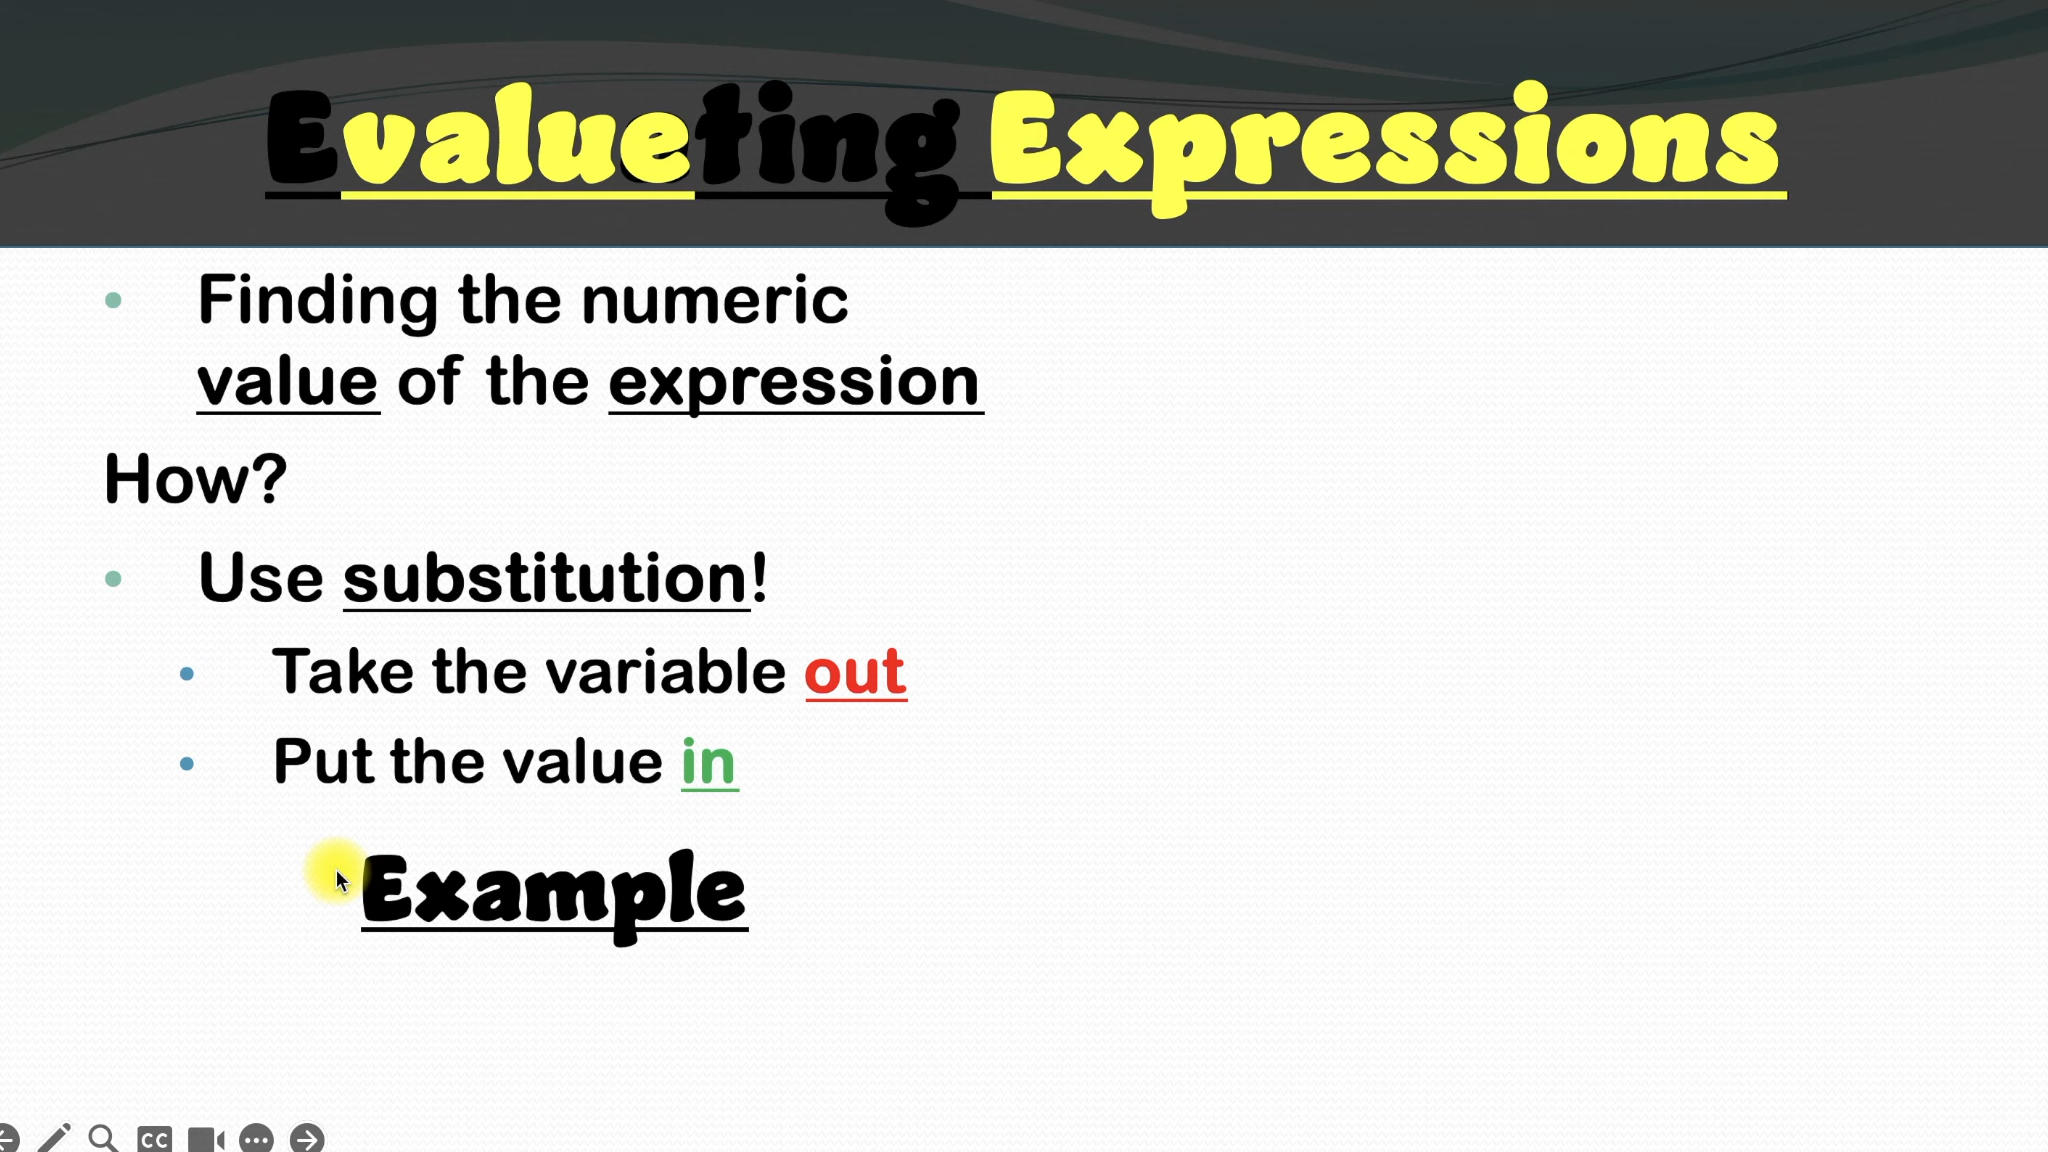 Evalueting Expressions
Finding the numeric
value of the expression
How?
Use substitution!
Take the variable out
Put the value in
Example
CC